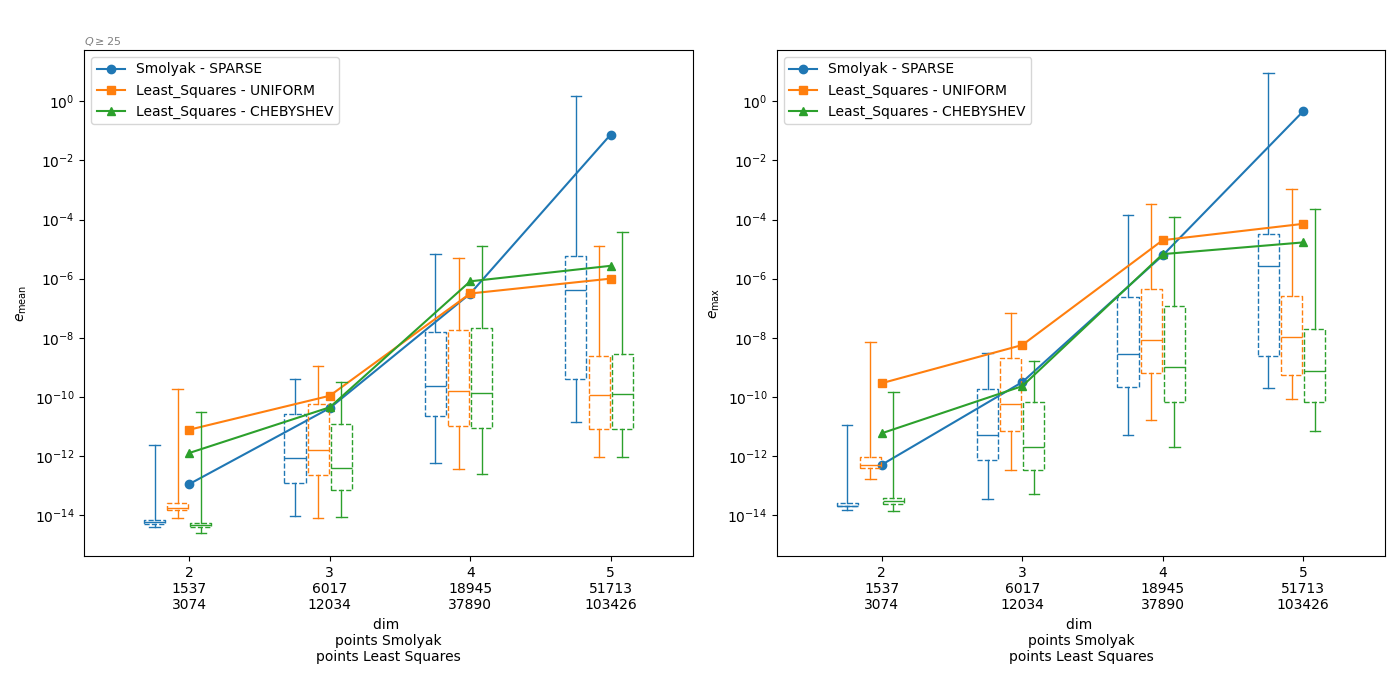 Q ≥ 25
Smolyak - SPARSE
Least_Squares - UNIFORM
Least_Squares - CHEBYSHEV
10^0
10^-2
10^-4
10^-6
10^-8
10^-10
10^-12
10^-14
e_mean
2 3 4 5
1537 6017 18945 51713
3074 12034 37890 103426
dim
points Smolyak
points Least Squares
Smolyak - SPARSE
Least_Squares - UNIFORM
Least_Squares - CHEBYSHEV
10^0
10^-2
10^-4
10^-6
10^-8
10^-10
10^-12
10^-14
e_max
2 3 4 5
1537 6017 18945 51713
3074 12034 37890 103426
dim
points Smolyak
points Least Squares